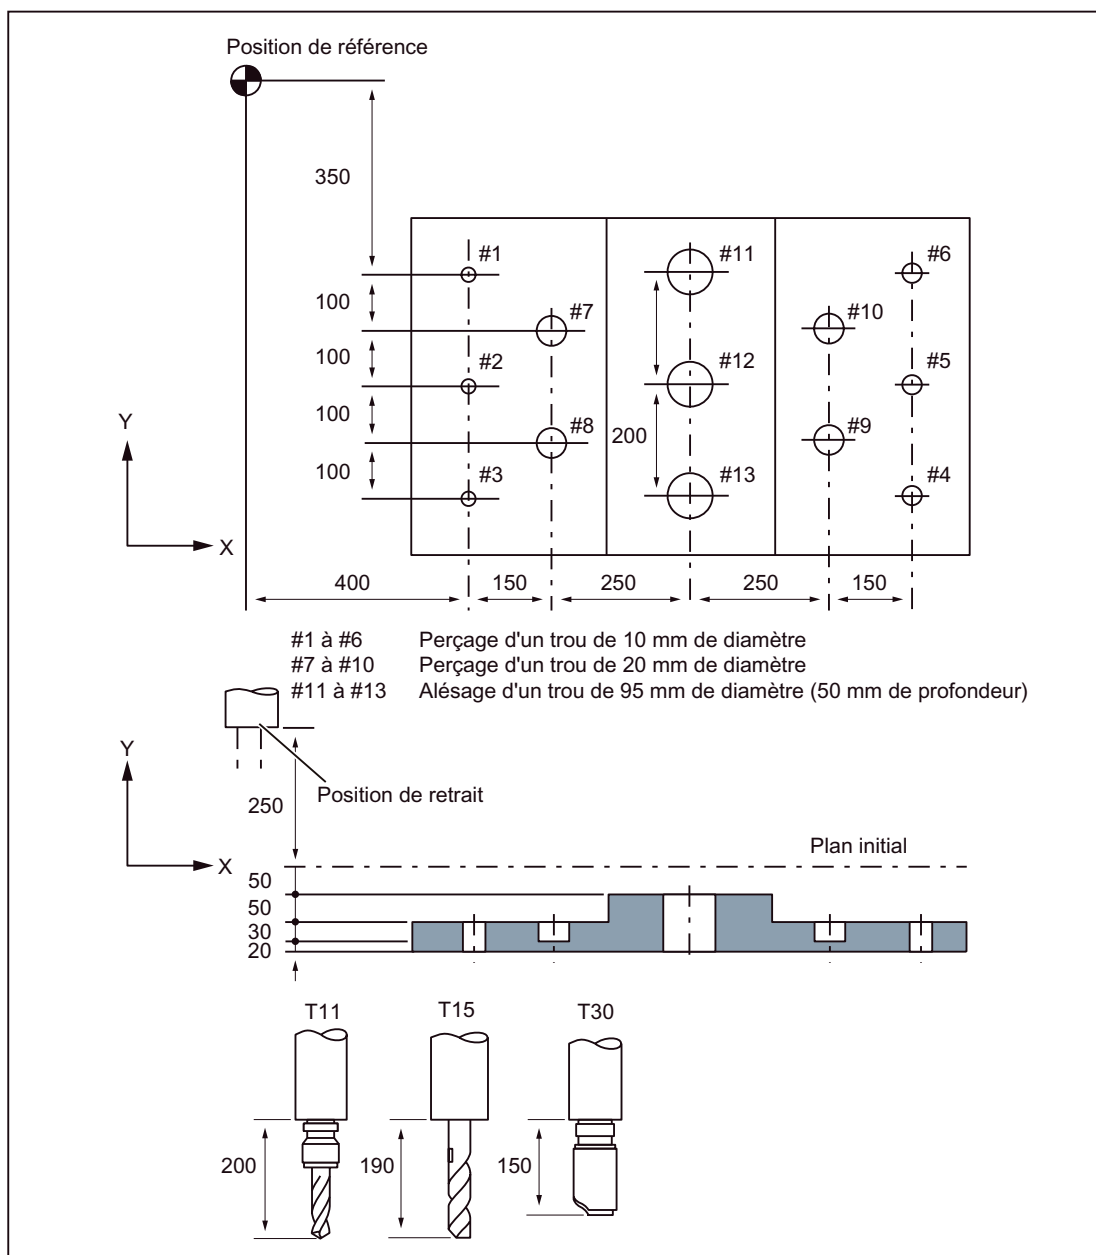 Position de référence
350
#1
#11
#6
100
#7
#10
100
#2
#12
#5
100
#8
200
#9
100
#3
#13
#4
Y
X
400
150
250
250
150
#1 à #6 Perçage d'un trou de 10 mm de diamètre
#7 à #10 Perçage d'un trou de 20 mm de diamètre
#11 à #13 Alésage d'un trou de 95 mm de diamètre (50 mm de profondeur)
Y
X
250
Position de retrait
Plan initial
50
50
30
20
T11
T15
T30
200
190
150